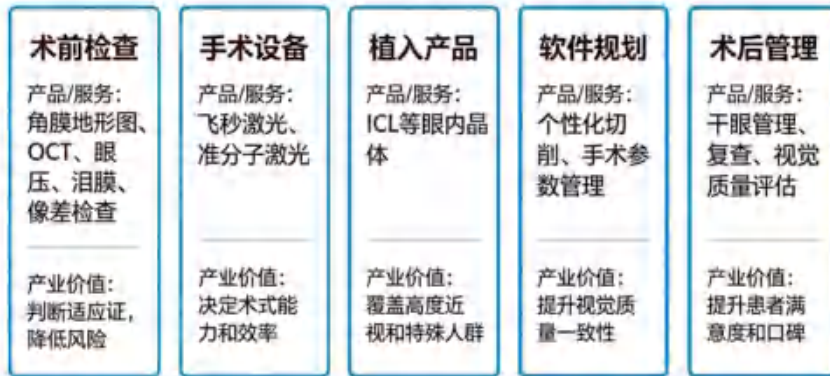 术前检查
产品/服务：
角膜地形图、
OCT、眼
压、泪膜、
像差检查
产业价值：
判断适应证，
降低风险
手术设备
产品/服务：
飞秒激光、
准分子激光
产业价值：
决定术式能
力和效率
植入产品
产品/服务：
ICL等眼内晶
体
产业价值：
覆盖高度近
视和特殊人群
软件规划
产品/服务：
个性化切
削、手术参
数管理
产业价值：
提升视觉质
量一致性
术后管理
产品/服务：
干眼管理、
复查、视觉
质量评估
产业价值：
提升患者满
意度和口碑